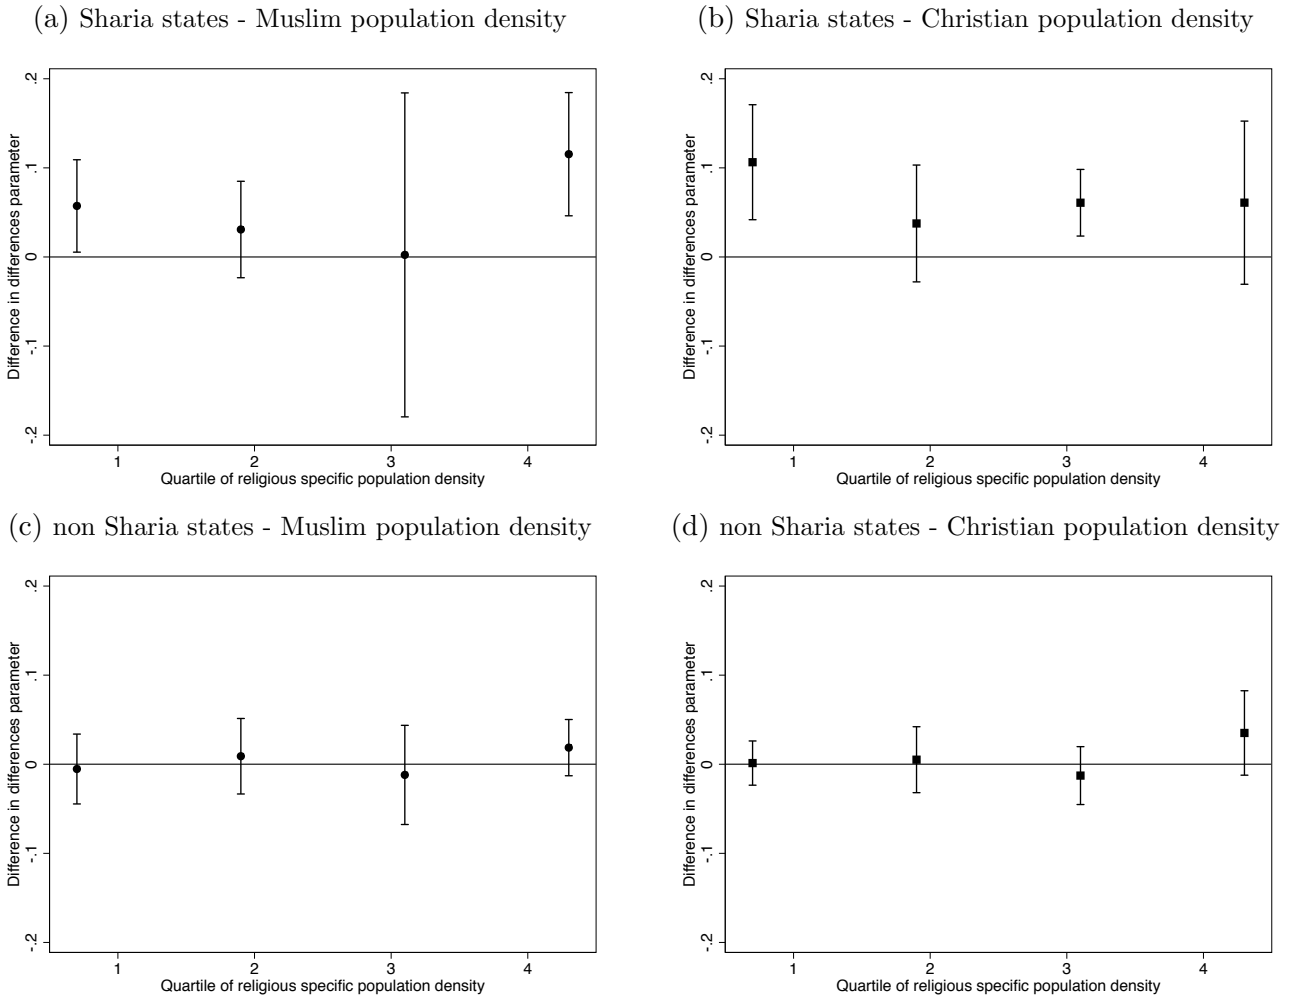 (a) Sharia states - Muslim population density
Difference in differences parameter
.2
.1
0
-.1
-.2
1 2 3 4
Quartile of religious specific population density
(b) Sharia states - Christian population density
Difference in differences parameter
.2
.1
0
-.1
-.2
1 2 3 4
Quartile of religious specific population density
(c) non Sharia states - Muslim population density
Difference in differences parameter
.2
.1
0
-.1
-.2
1 2 3 4
Quartile of religious specific population density
(d) non Sharia states - Christian population density
Difference in differences parameter
.2
.1
0
-.1
-.2
1 2 3 4
Quartile of religious specific population density